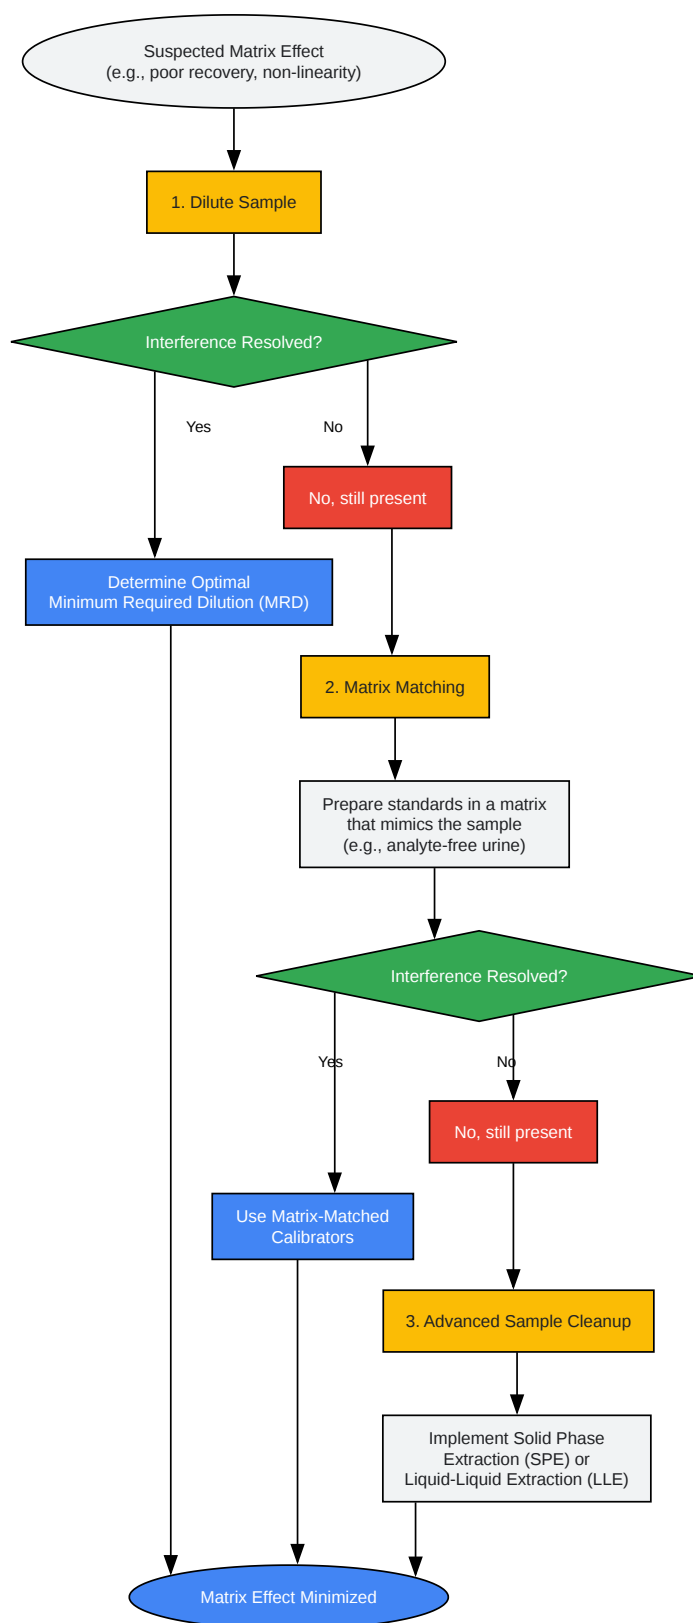 Suspected Matrix Effect
(e.g., poor recovery, non-linearity)
1. Dilute Sample
Interference Resolved?
Yes
No
No, still present
Determine Optimal
Minimum Required Dilution (MRD)
2. Matrix Matching
Prepare standards in a matrix
that mimics the sample
(e.g., analyte-free urine)
Interference Resolved?
Yes
No
No, still present
Use Matrix-Matched
Calibrators
3. Advanced Sample Cleanup
Implement Solid Phase
Extraction (SPE) or
Liquid-Liquid Extraction (LLE)
Matrix Effect Minimized